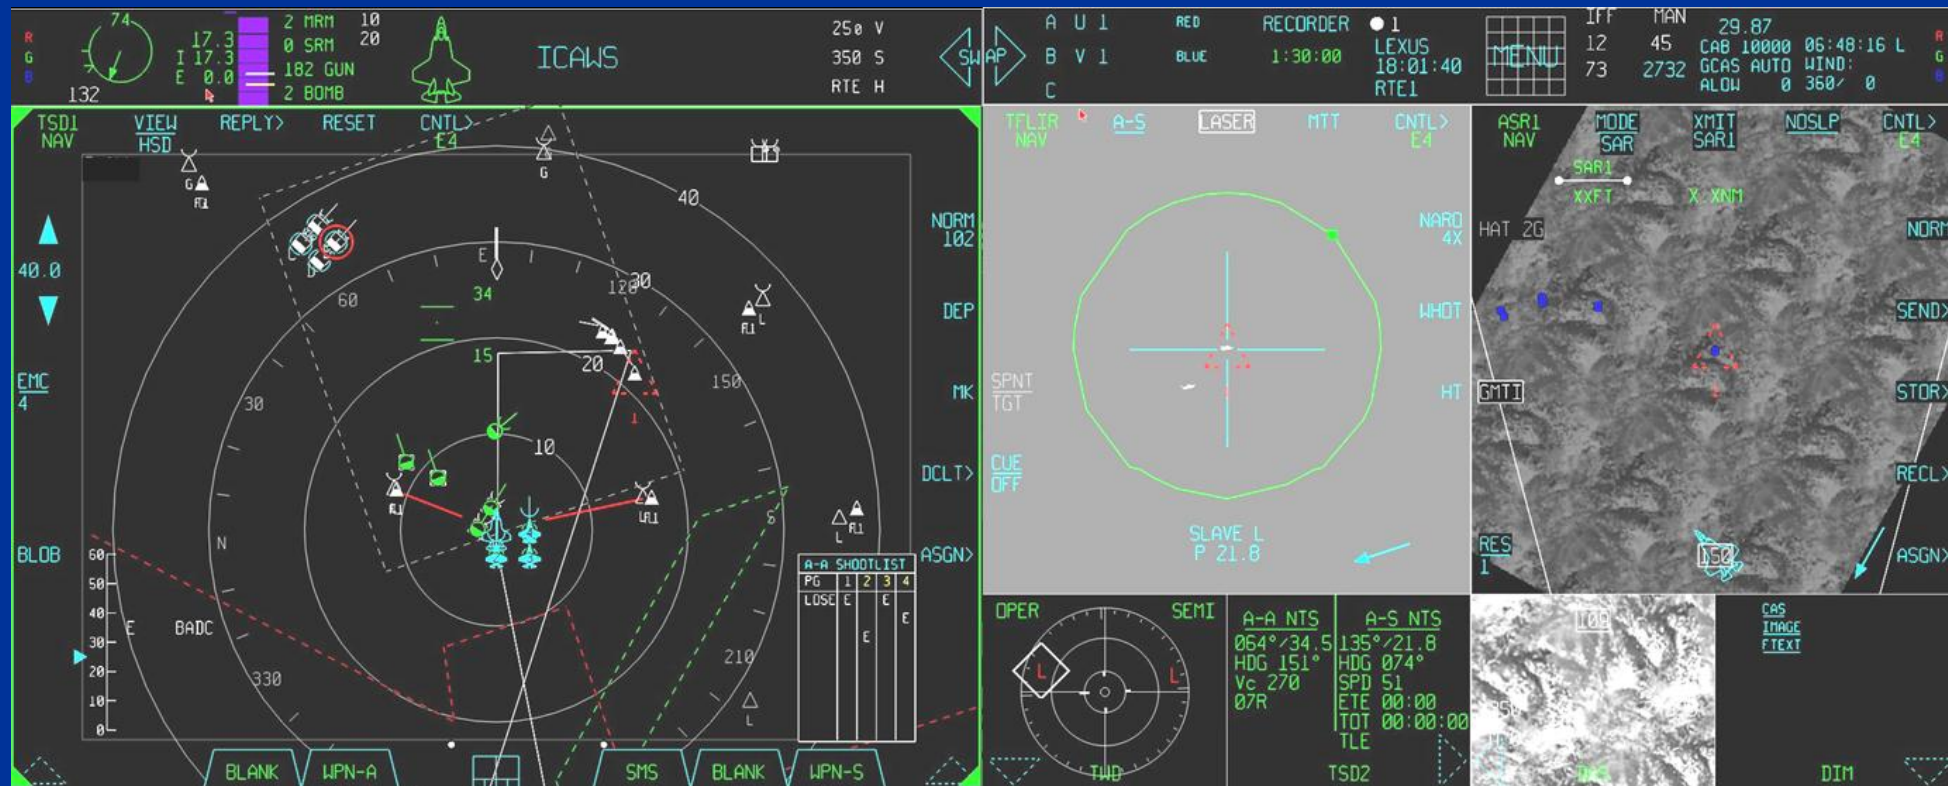 74
132
17.3
I 17.3
E 0.0
2 MRM 10
0 SRM 20
182 GUN
2 BOMB
ICAWS
250 V
350 S
RTE H
SWAP
A U 1
B V 1
C
RED
BLUE
RECORDER
1:30:00
1
LEXUS
18:01:40
RTE1
MENU
IFF MAN
12 45
73 2732
29.87
CAB 10000 06:48:16 L
GCAS AUTO WIND:
ALOW 0 360/ 0
R
G
B
R
G
B
TSD1
NAV
VIEW
HSD
REPLY>
RESET
CNTL>
E4
G
G
40
NORM
102
40.0
E
60
34
120
30
L
DEP
15
20
150
EMC
4
30
MK
10
DCLT>
S
L
N
BLOB
ASGN>
60
50
40
30
20
10
0
E
BADC
330
210
L
A-A SHOOTLIST
PG 1 2 3 4
LOSE E E
E
E
BLANK
WPN-A
SMS
BLANK
WPN-S
TFLIR
NAV
A-S
LASER
MTT
CNTL>
E4
NARO
4X
WHOT
SPNT
TGT
HT
CUE
OFF
SLAVE L
P 21.8
ASR1
NAV
MODE
SAR
XMIT
SAR1
NOSLP
CNTL>
E4
SAR1
XXFT
X.XNM
HAT 2G
NORM
SEND>
GMTI
STOR>
RECL>
RES
1
150
ASGN>
OPER
SEMI
L
L
TWD
A-A NTS
064°/34.5
HDG 151°
Vc 270
07R
A-S NTS
135°/21.8
HDG 074°
SPD 51
ETE 00:00
TOT 00:00:00
TLE
TSD2
DAS
CAS
IMAGE
FTEXT
DIM